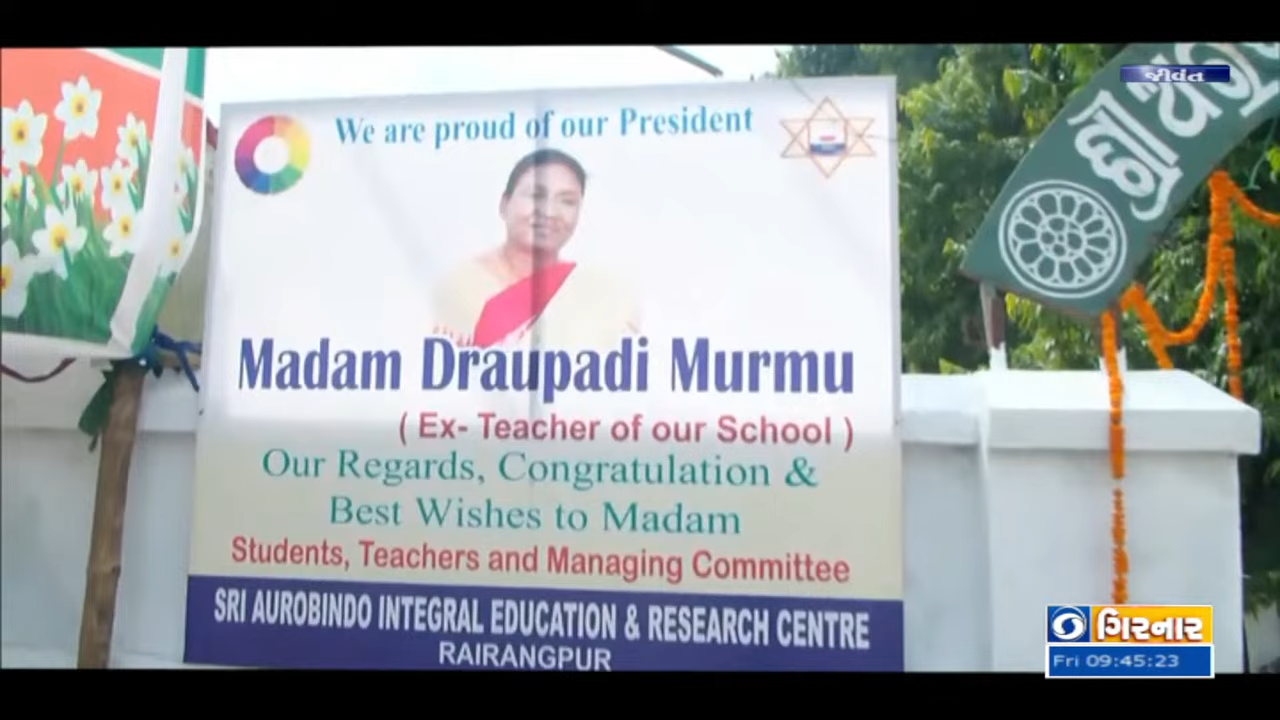 જીવંત
We are proud of our President
Madam Draupadi Murmu
( Ex- Teacher of our School )
Our Regards, Congratulation &
Best Wishes to Madam
Students, Teachers and Managing Committee
SRI AUROBINDO INTEGRAL EDUCATION & RESEARCH CENTRE
RAIRANGPUR
ଶ୍ରୀ
ગિરનાર
Fri 09:45:23